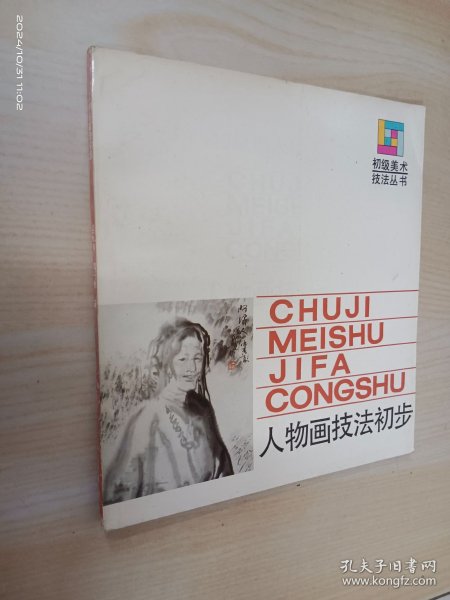 2024/10/31 11:02
初级美术
技法丛书
CHUJI
MEISHU
JIFA
CONGSHU
人物画技法初步
孔夫子旧书网
www.kongfz.com